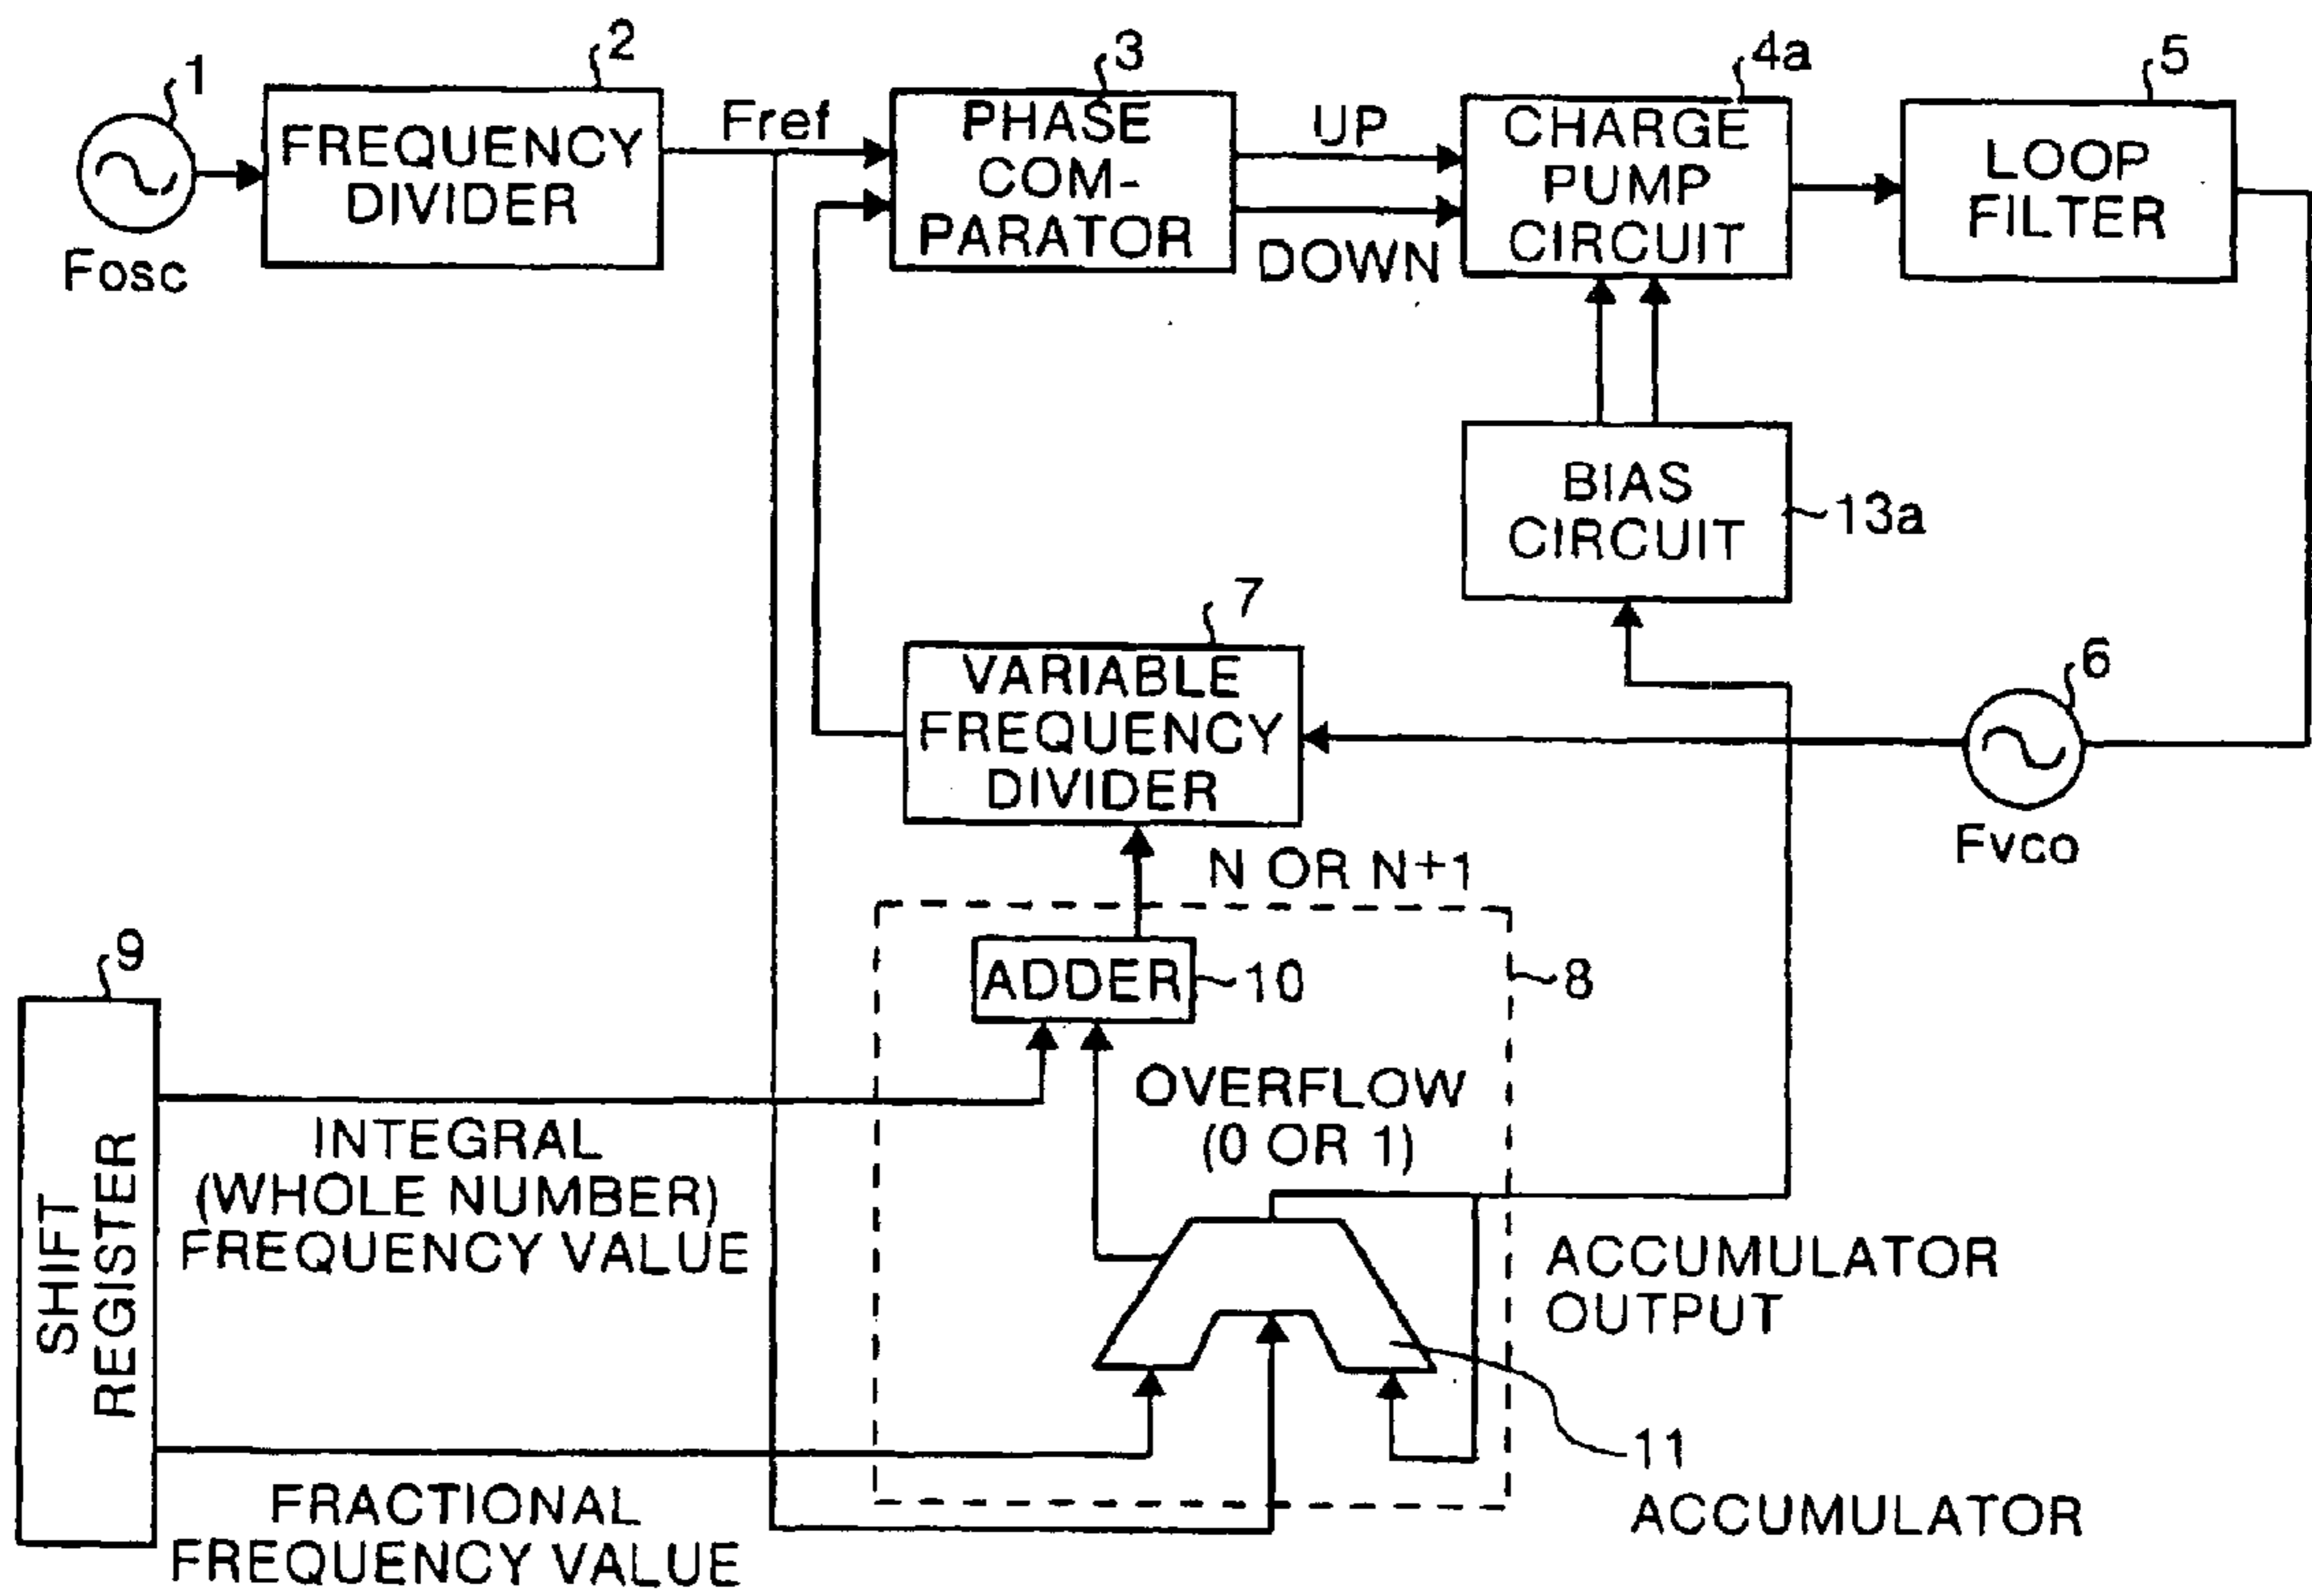 1
Fosc
2
FREQUENCY
DIVIDER
Fref
3
PHASE
COM-
PARATOR
UP
DOWN
4a
CHARGE
PUMP
CIRCUIT
5
LOOP
FILTER
BIAS
CIRCUIT
13a
7
VARIABLE
FREQUENCY
DIVIDER
6
Fvco
N OR N+1
ADDER
10
8
9
SHIFT
REGISTER
INTEGRAL
(WHOLE NUMBER)
FREQUENCY VALUE
OVERFLOW
(0 OR 1)
ACCUMULATOR
OUTPUT
11
ACCUMULATOR
FRACTIONAL
FREQUENCY VALUE